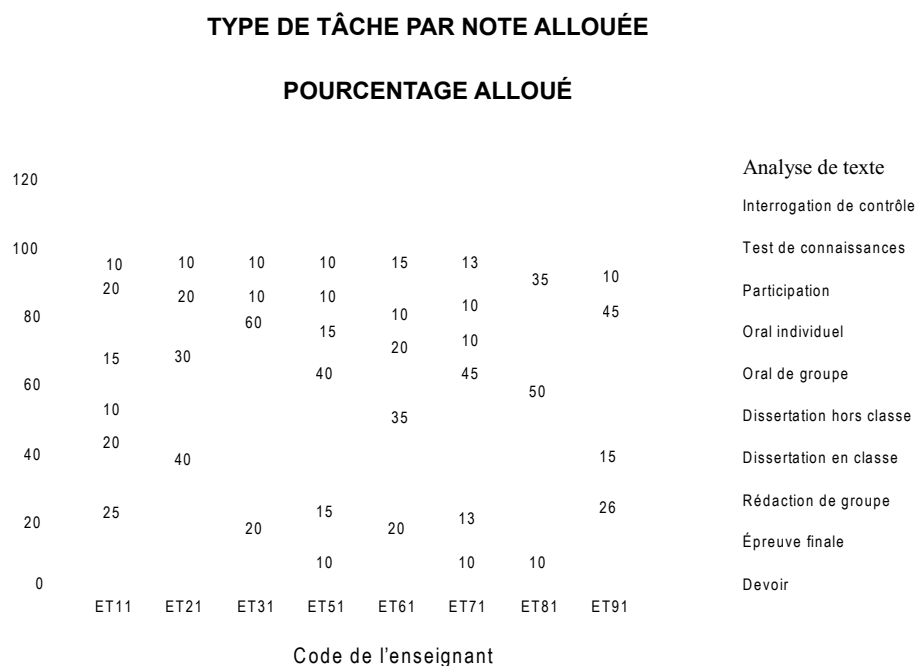 TYPE DE TÂCHE PAR NOTE ALLOUÉE
POURCENTAGE ALLOUÉ
Analyse de texte
120
Interrogation de contrôle
100 Test de connaissances
10 10 10 10 15 13
35 10
20 20 10 10 10 Participation
80 60 10 45
15 20 10 Oral individuel
15 30
40 45 Oral de groupe
60 50
10 35 Dissertation hors classe
20
40 40 15 Dissertation en classe
25 15 26 Rédaction de groupe
20 20 20 13
Épreuve finale
10 10 10
0 Devoir
ET11 ET21 ET31 ET51 ET61 ET71 ET81 ET91
Code de l'enseignant